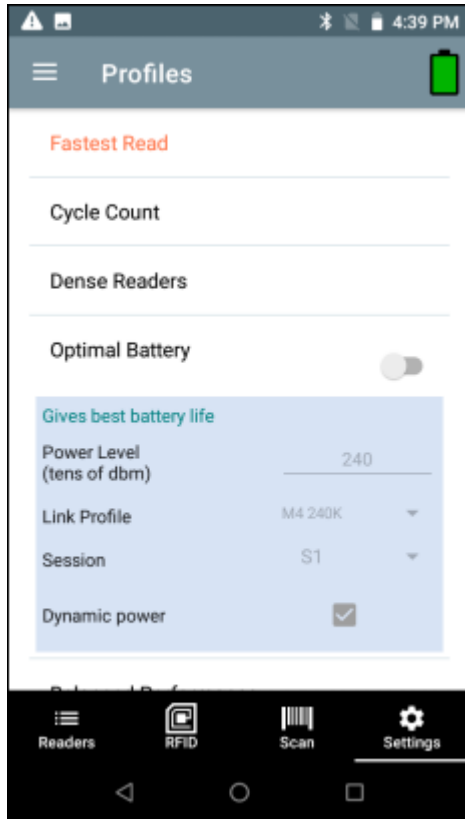 4:39 PM
Profiles
Fastest Read
Cycle Count
Dense Readers
Optimal Battery
Gives best battery life
Power Level
(tens of dbm)
240
Link Profile
M4 240K
Session
S1
Dynamic power
Readers
RFID
Scan
Settings